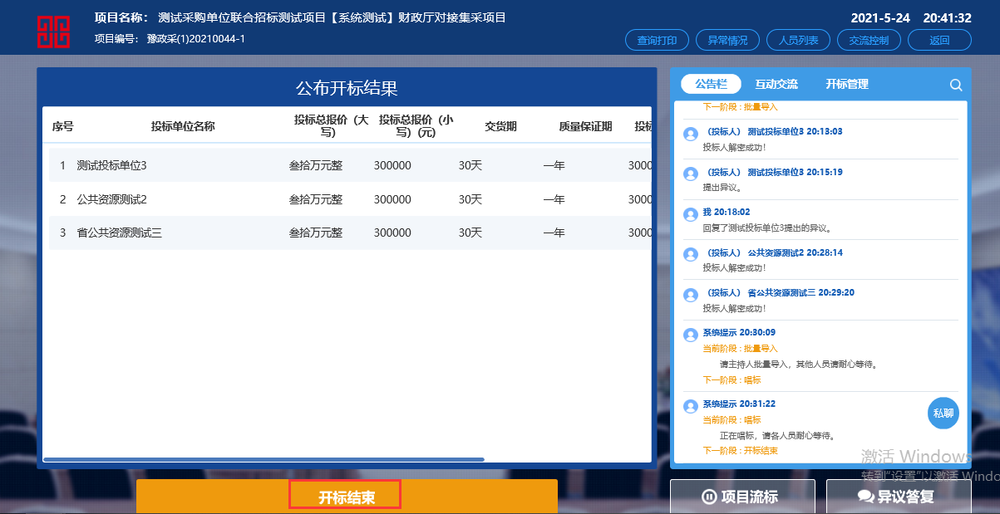 项目名称： 测试采购单位联合招标测试项目【系统测试】财政厅对接集采项目
2021-5-24 20:41:32
项目编号： 豫政采(1)20210044-1
查询打印 异常情况 人员列表 交流控制 返回
公布开标结果
序号 投标单位名称 投标总报价（大写） 投标总报价（小写）(元) 交货期 质量保证期 投标
1 测试投标单位3 叁拾万元整 300000 30天 一年 3000
2 公共资源测试2 叁拾万元整 300000 30天 一年 3000
3 省公共资源测试三 叁拾万元整 300000 30天 一年 3000
开标结束
公告栏 互动交流 开标管理
下一阶段 : 批量导入
（投标人） 测试投标单位3 20:13:03
投标人解密成功!
（投标人） 测试投标单位3 20:15:19
提出异议。
我 20:18:02
回复了测试投标单位3提出的异议。
（投标人） 公共资源测试2 20:28:14
投标人解密成功!
（投标人） 省公共资源测试三 20:29:20
投标人解密成功!
系统提示 20:30:09
当前阶段 : 批量导入
请主持人批量导入，其他人员请耐心等待。
下一阶段 : 唱标
系统提示 20:31:22
当前阶段 : 唱标
正在唱标，请各人员耐心等待。
下一阶段 : 开标结束
私聊
激活 Windows
转到"设置"以激活 Windo
项目流标 异议答复